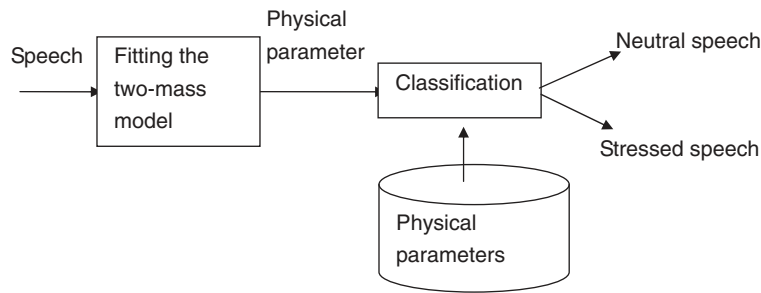 Speech
Fitting the
two-mass
model
Physical
parameter
Classification
Neutral speech
Stressed speech
Physical
parameters